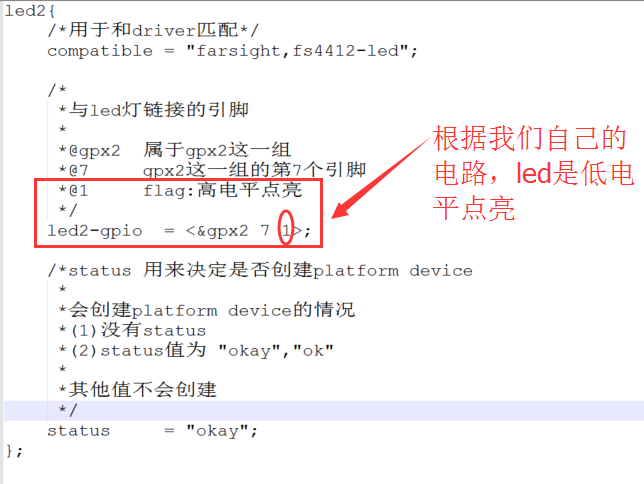 led2{
/*用于和driver匹配*/
compatible = "farsight,fs4412-led";
/*
*与led灯链接的引脚
*
*@gpx2 属于gpx2这一组
*@7 gpx2这一组的第7个引脚
*@1 flag:高电平点亮
*/
led2-gpio = <&gpx2 7 1>;
/*status 用来决定是否创建platform device
*
*会创建platform device的情况
*(1)没有status
*(2)status值为 "okay","ok"
*
*其他值不会创建
*/
status = "okay";
};
根据我们自己的
电路，led是低电
平点亮